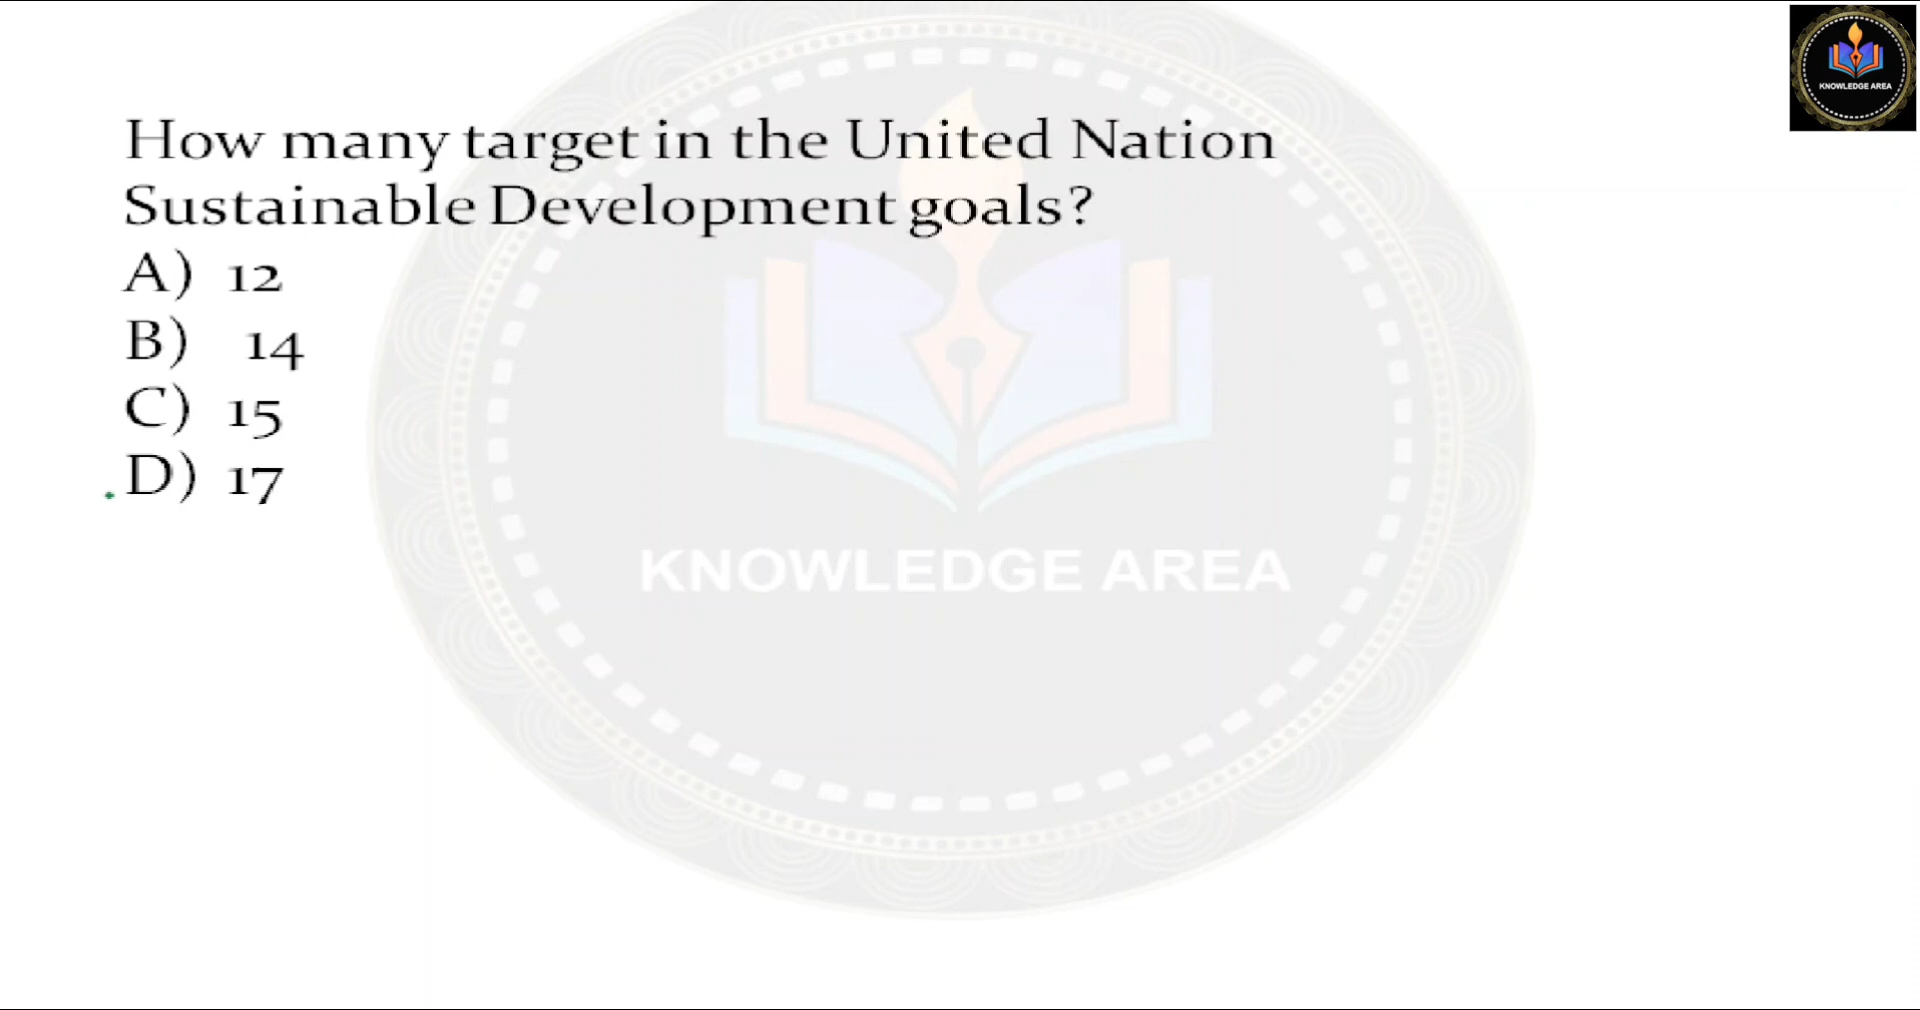 How many target in the United Nation
Sustainable Development goals?
A) 12
B) 14
C) 15
D) 17
KNOWLEDGE AREA
KNOWLEDGE AREA